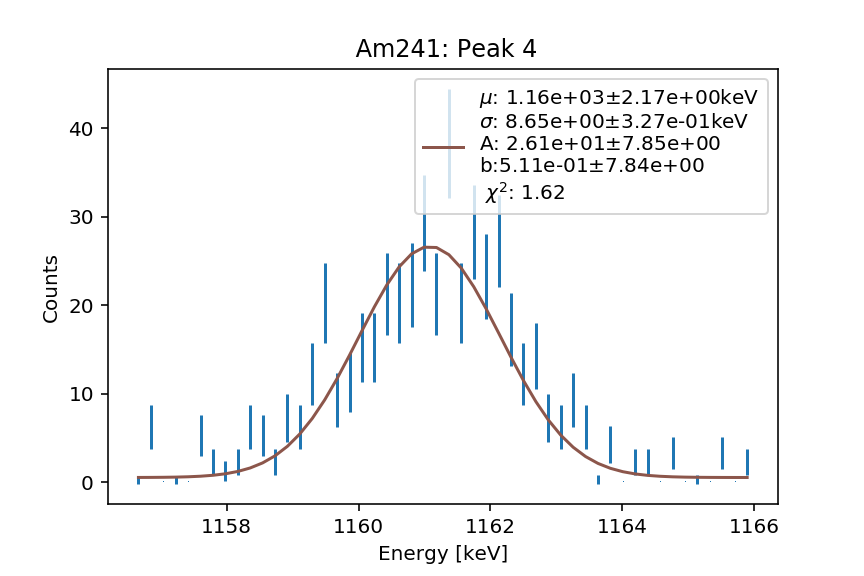 Am241: Peak 4
μ: 1.16e+03±2.17e+00keV
σ: 8.65e+00±3.27e-01keV
A: 2.61e+01±7.85e+00
b:5.11e-01±7.84e+00
χ²: 1.62
Counts
40
30
20
10
0
1158 1160 1162 1164 1166
Energy [keV]